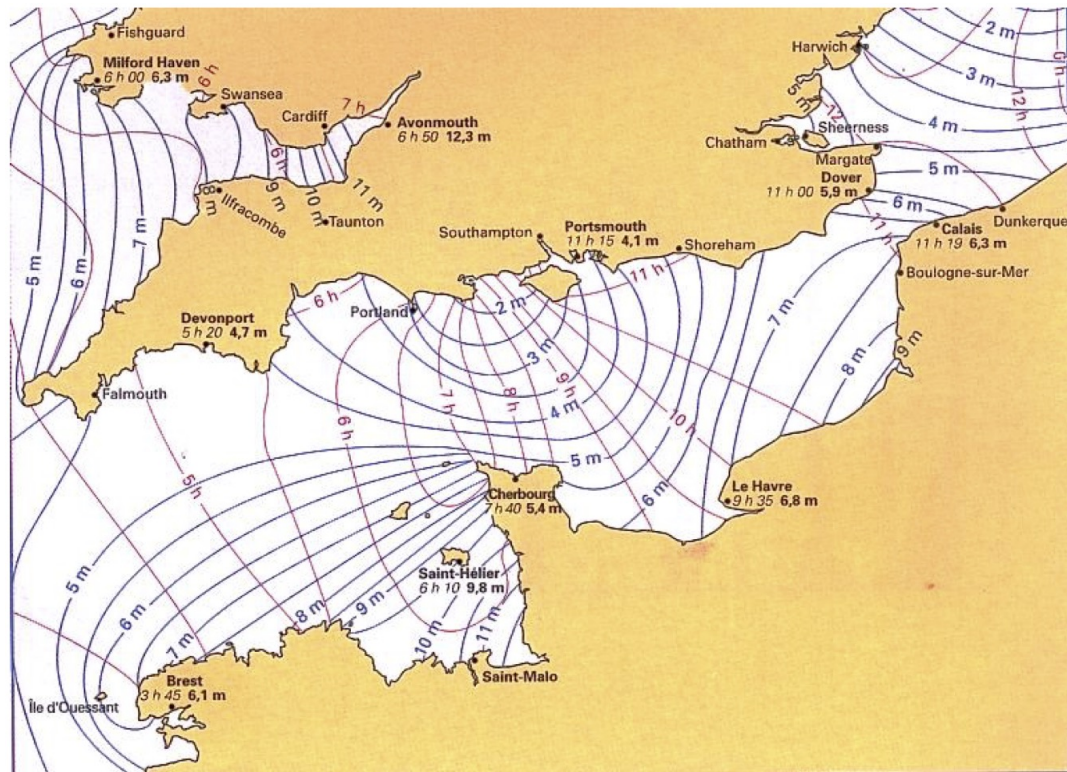 Fishguard
Milford Haven
6 h 00 6,3 m
6 h
Swansea
Cardiff
7 h
Avonmouth
6 h 50 12,3 m
6 h
8 m
Ilfracombe
9 m
10 m
11 m
Taunton
5 m
6 m
7 m
Harwich
2 m
3 m
4 m
5 m
12 h
6 h
12
5 m
Sheerness
Chatham
Margate
Dover
11 h 00 5,9 m
6 m
Dunkerque
Calais
11 h 19 6,3 m
11 h
Boulogne-sur-Mer
Southampton
Portsmouth
11 h 15 4,1 m
Shoreham
11 h
6 h
Portland
2 m
3 m
4 m
5 m
6 m
7 m
8 m
9 m
Devonport
5 h 20 4,7 m
Falmouth
5 h
6 h
7 h
8 h
9 h
10 h
Cherbourg
7 h 40 5,4 m
Le Havre
9 h 35 6,8 m
Saint-Hélier
6 h 10 9,8 m
5 m
6 m
7 m
8 m
9 m
10 m
11 m
Saint-Malo
Brest
3 h 45 6,1 m
Île d'Ouessant